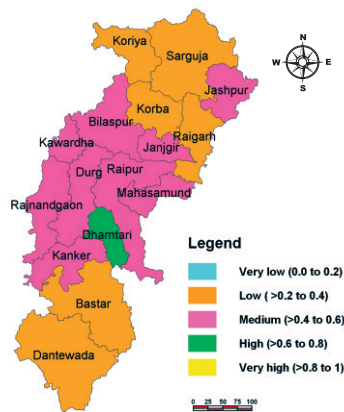 Koriya
Sarguja
N
W E
S
Jashpur
Korba
Bilaspur
Raigarh
Kawardha
Janjgir
Durg
Raipur
Mahasamund
Rajnandgaon
Dhamtari
Kanker
Bastar
Dantewada
Legend
Very low (0.0 to 0.2)
Low (>0.2 to 0.4)
Medium (>0.4 to 0.6)
High (>0.6 to 0.8)
Very high (>0.8 to 1)
0 25 50 75 100